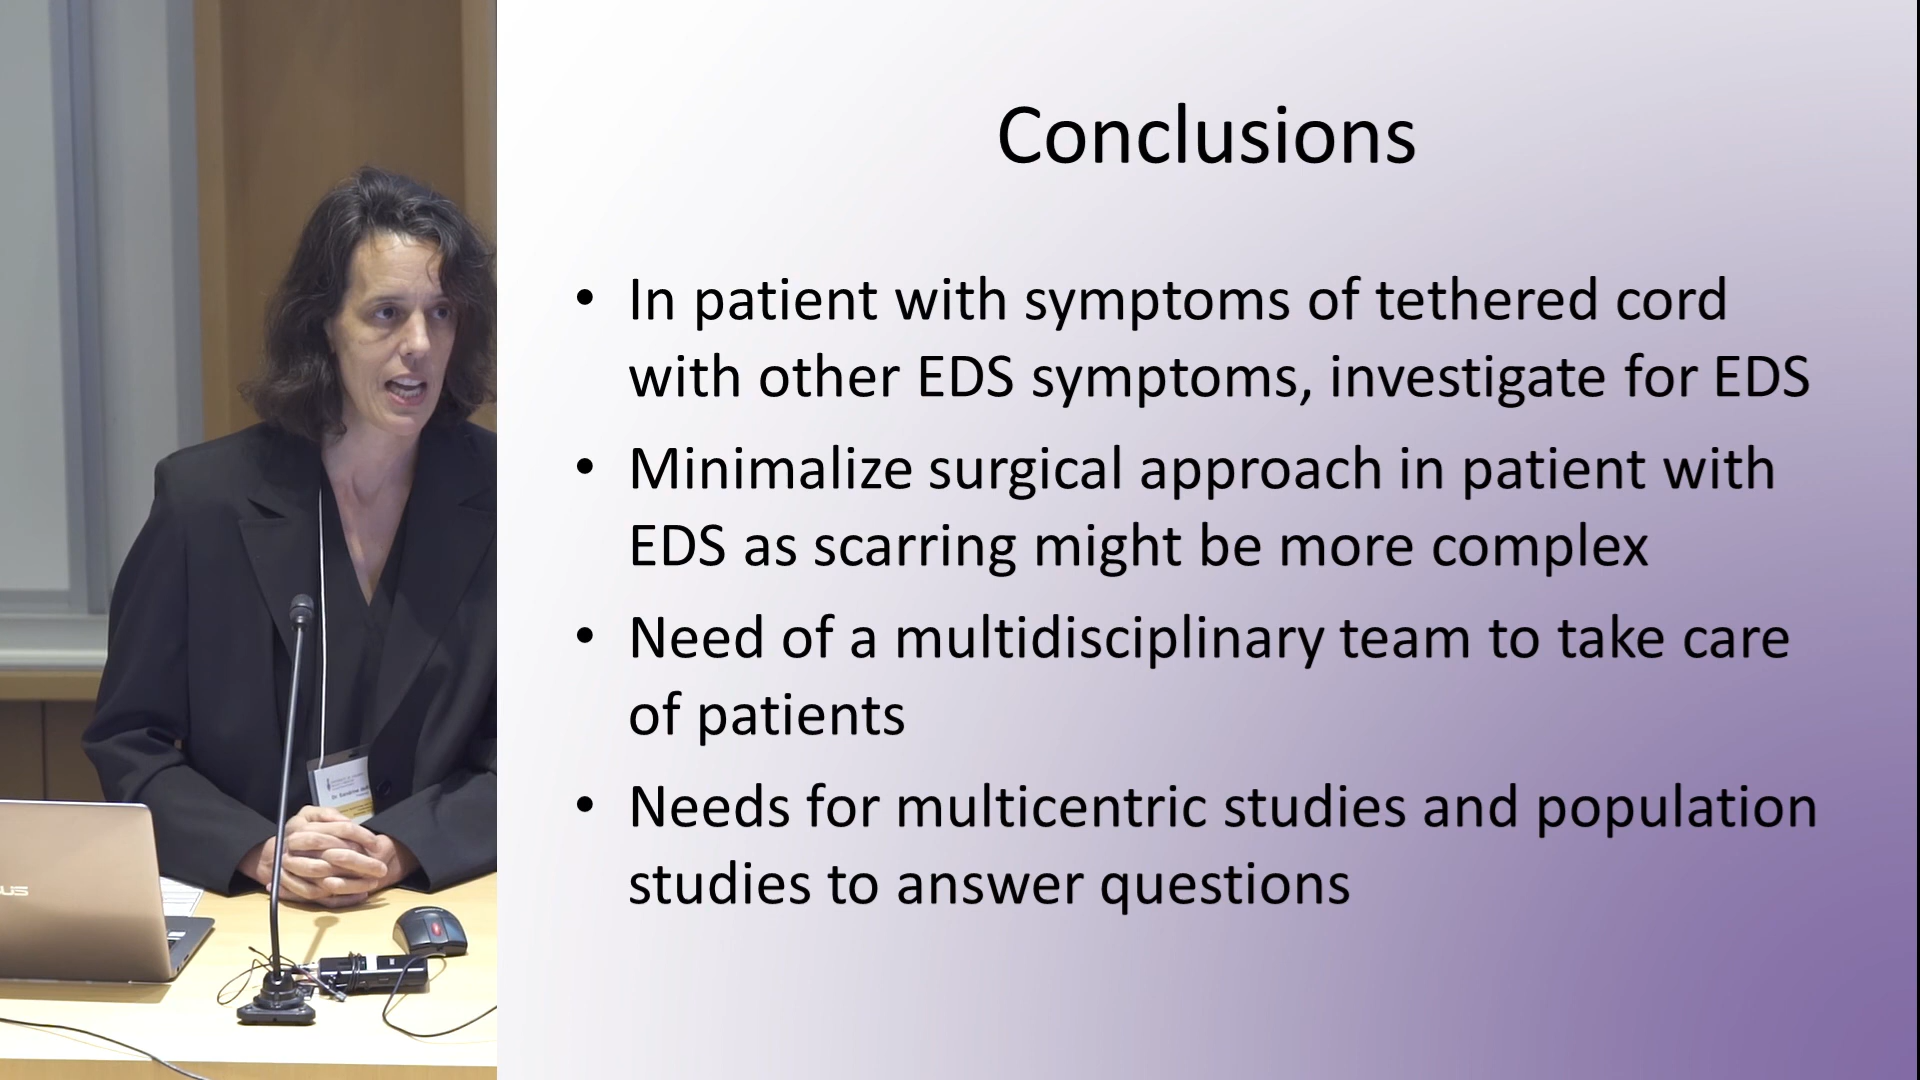 Conclusions
• In patient with symptoms of tethered cord
with other EDS symptoms, investigate for EDS
• Minimalize surgical approach in patient with
EDS as scarring might be more complex
• Need of a multidisciplinary team to take care
of patients
• Needs for multicentric studies and population
studies to answer questions